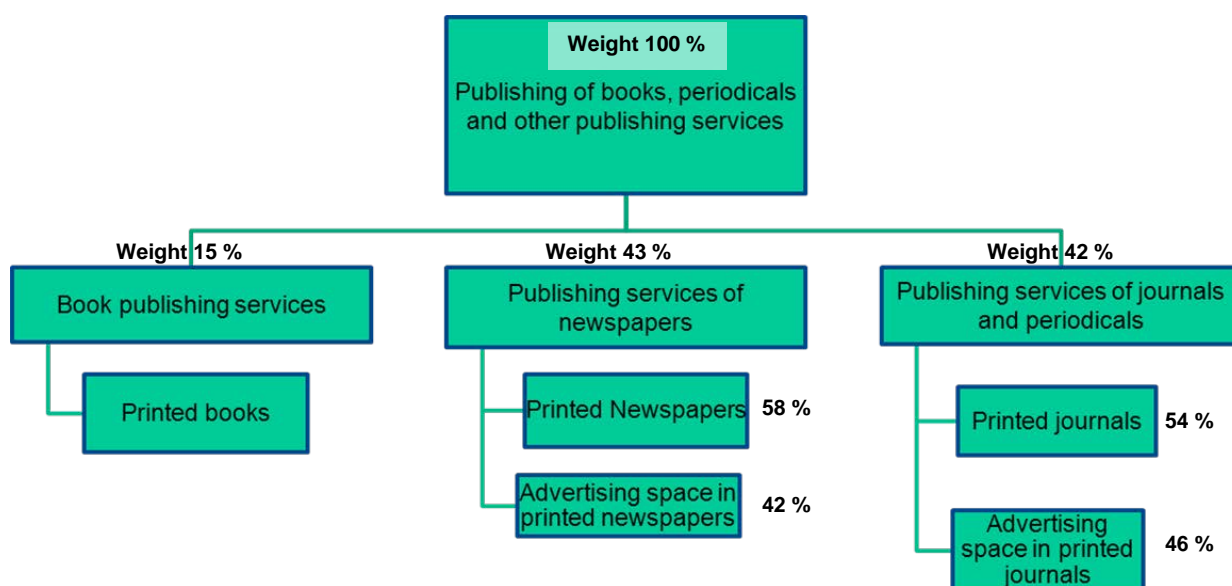 Weight 100 %
Publishing of books, periodicals
and other publishing services
Weight 15 %
Weight 43 %
Weight 42 %
Book publishing services
Publishing services of
newspapers
Publishing services of journals
and periodicals
Printed books
Printed Newspapers
58 %
Printed journals
54 %
Advertising space in
printed newspapers
42 %
Advertising
space in printed
journals
46 %